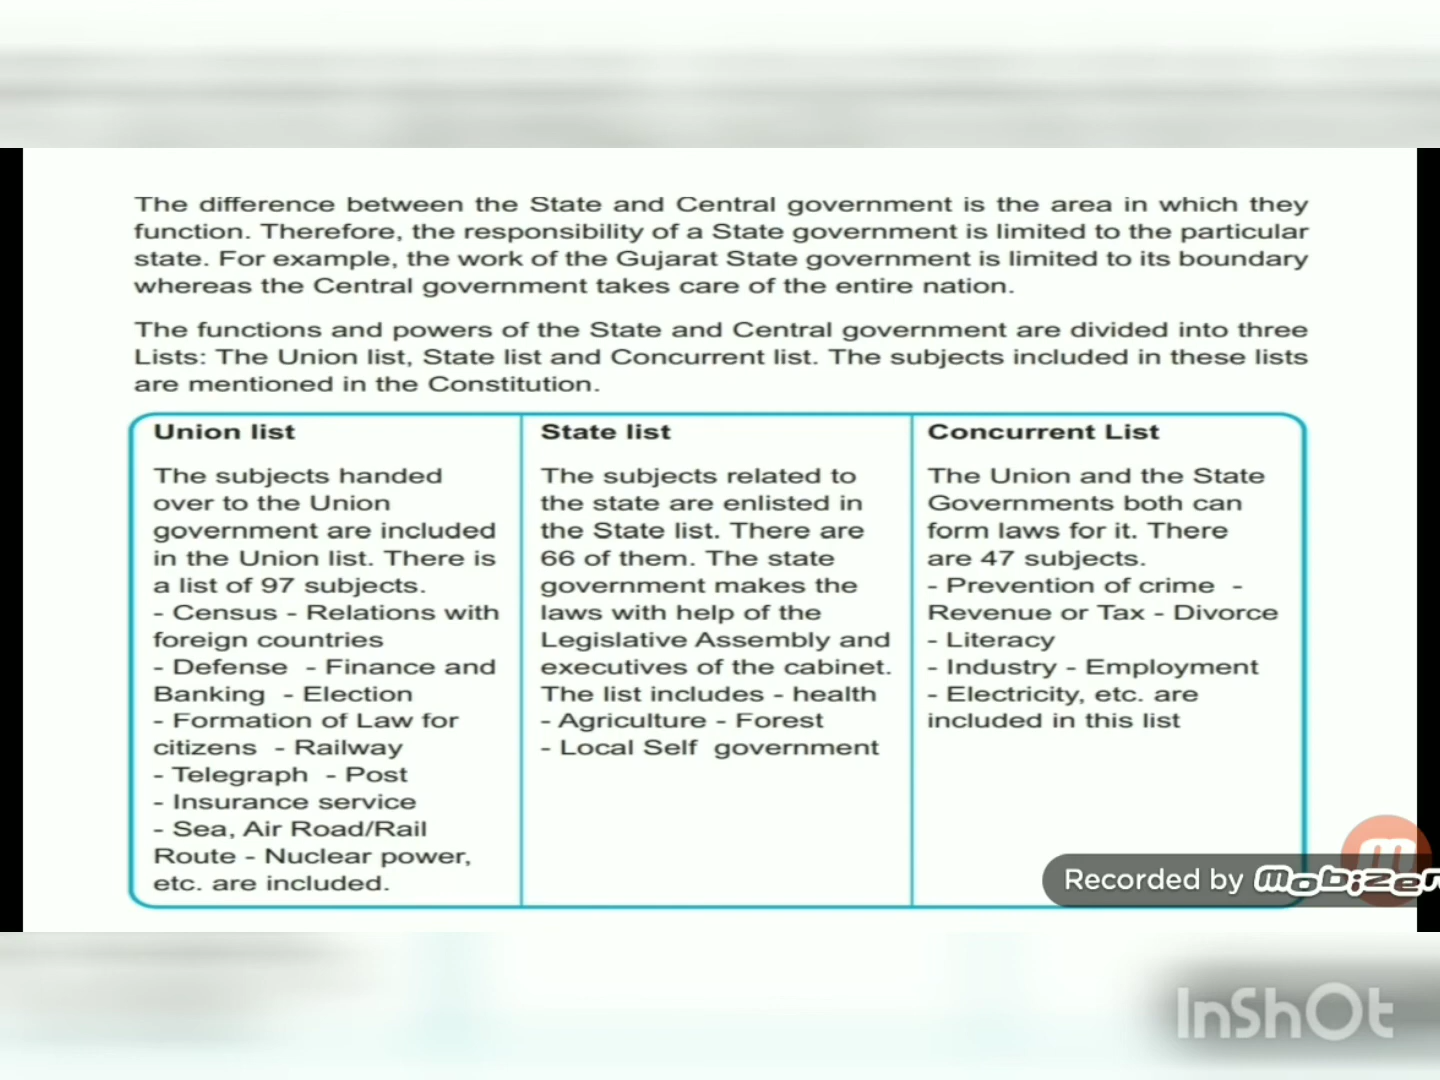 The difference between the State and Central government is the area in which they
function. Therefore, the responsibility of a State government is limited to the particular
state. For example, the work of the Gujarat State government is limited to its boundary
whereas the Central government takes care of the entire nation.
The functions and powers of the State and Central government are divided into three
Lists: The Union list, State list and Concurrent list. The subjects included in these lists
are mentioned in the Constitution.
Union list
The subjects handed
over to the Union
government are included
in the Union list. There is
a list of 97 subjects.
- Census - Relations with
foreign countries
- Defense - Finance and
Banking - Election
- Formation of Law for
citizens - Railway
- Telegraph - Post
- Insurance service
- Sea, Air Road/Rail
Route - Nuclear power,
etc. are included.
State list
The subjects related to
the state are enlisted in
the State list. There are
66 of them. The state
government makes the
laws with help of the
Legislative Assembly and
executives of the cabinet.
The list includes - health
- Agriculture - Forest
- Local Self government
Concurrent List
The Union and the State
Governments both can
form laws for it. There
are 47 subjects.
- Prevention of crime -
Revenue or Tax - Divorce
- Literacy
- Industry - Employment
- Electricity, etc. are
included in this list
Recorded by Mobizen
InShOt